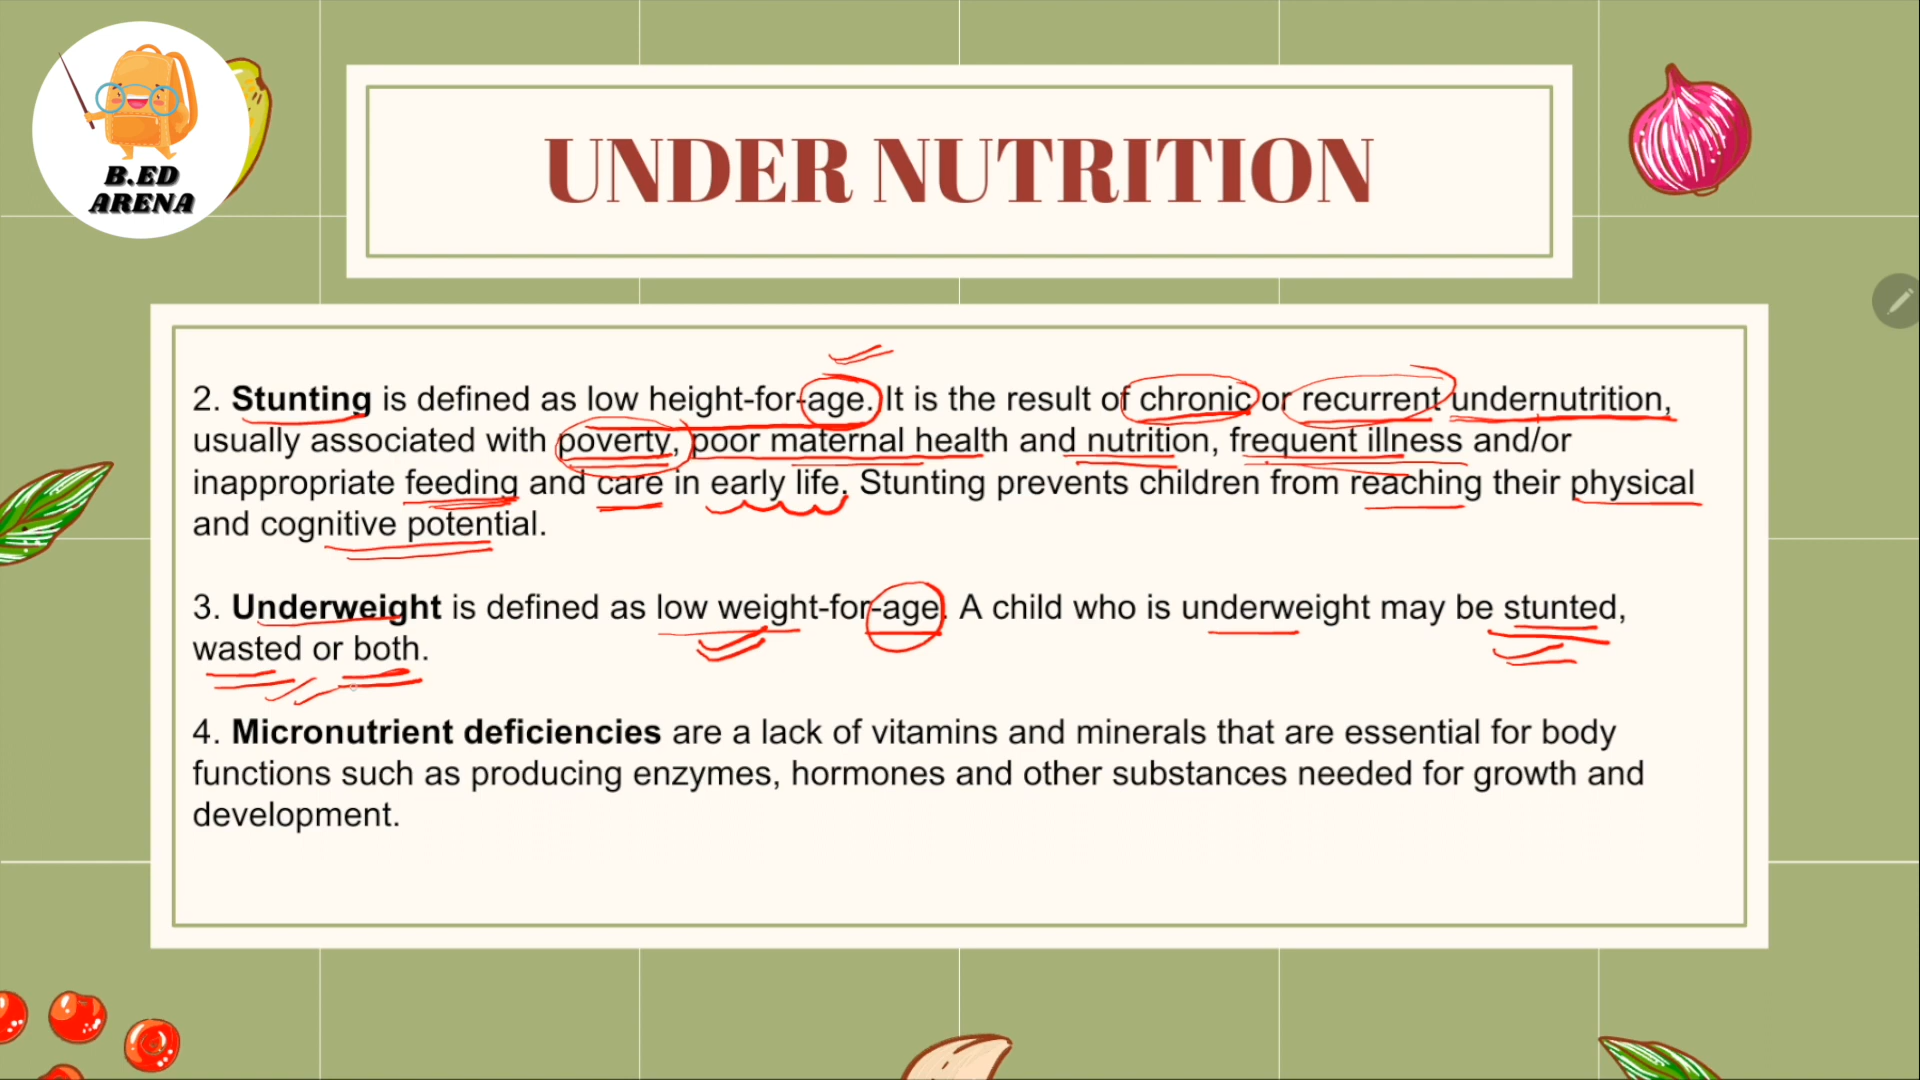 B.ED
ARENA
UNDER NUTRITION
2. Stunting is defined as low height-for-age. It is the result of chronic or recurrent undernutrition,
usually associated with poverty, poor maternal health and nutrition, frequent illness and/or
inappropriate feeding and care in early life. Stunting prevents children from reaching their physical
and cognitive potential.
3. Underweight is defined as low weight-for-age. A child who is underweight may be stunted,
wasted or both.
4. Micronutrient deficiencies are a lack of vitamins and minerals that are essential for body
functions such as producing enzymes, hormones and other substances needed for growth and
development.